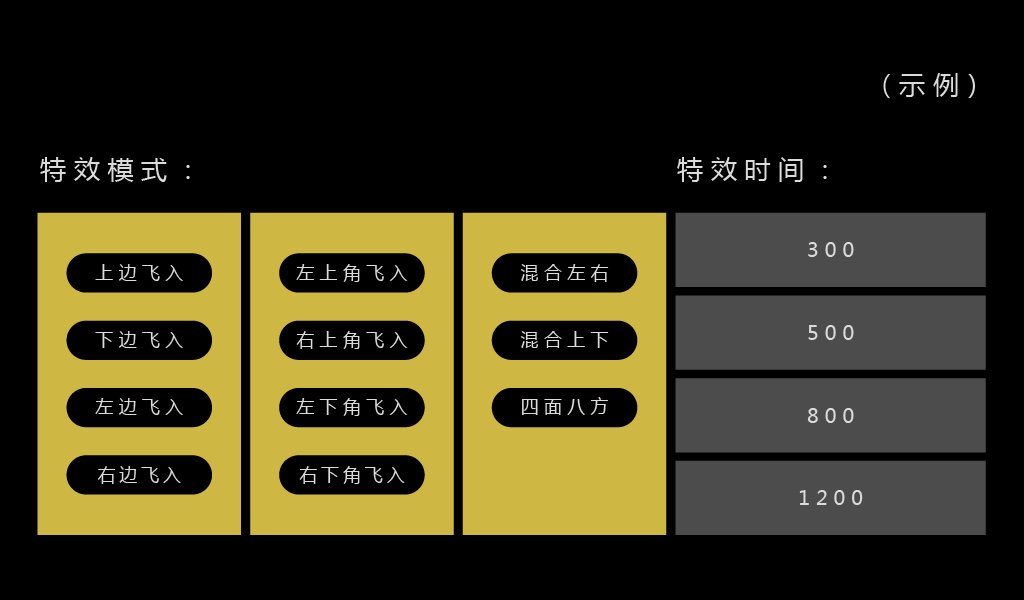 （示例）
特效模式：
特效时间：
上边飞入
下边飞入
左边飞入
右边飞入
左上角飞入
右上角飞入
左下角飞入
右下角飞入
混合左右
混合上下
四面八方
300
500
800
1200